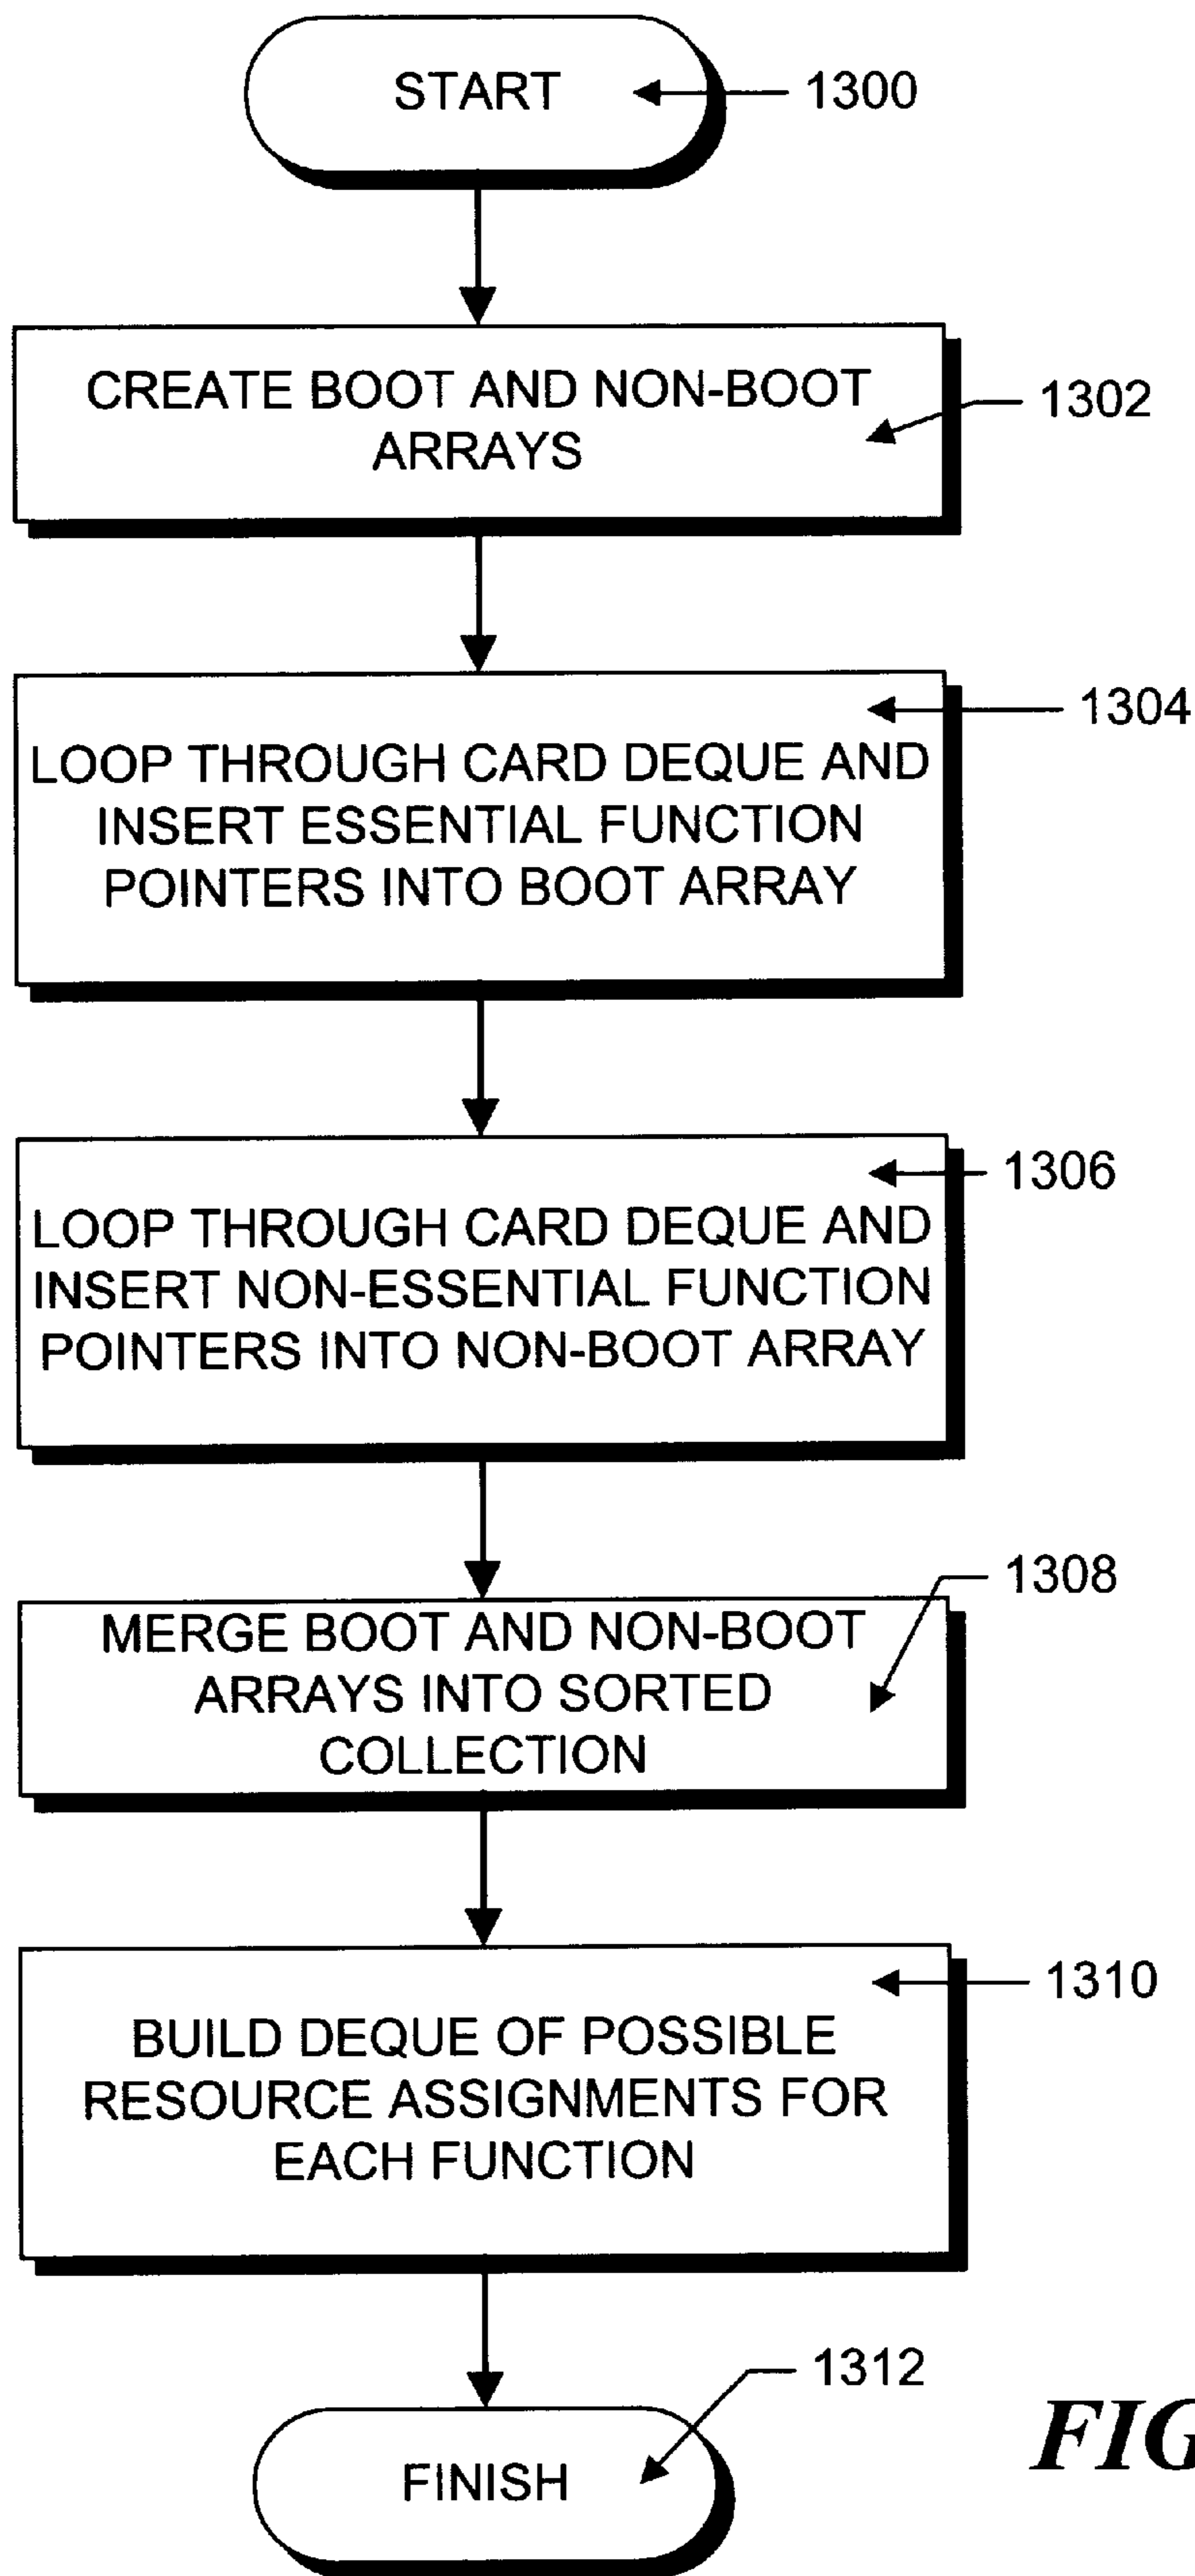 START
1300
CREATE BOOT AND NON-BOOT
ARRAYS
1302
1304
LOOP THROUGH CARD DEQUE AND
INSERT ESSENTIAL FUNCTION
POINTERS INTO BOOT ARRAY
1306
LOOP THROUGH CARD DEQUE AND
INSERT NON-ESSENTIAL FUNCTION
POINTERS INTO NON-BOOT ARRAY
1308
MERGE BOOT AND NON-BOOT
ARRAYS INTO SORTED
COLLECTION
1310
BUILD DEQUE OF POSSIBLE
RESOURCE ASSIGNMENTS FOR
EACH FUNCTION
1312
FINISH
FIG